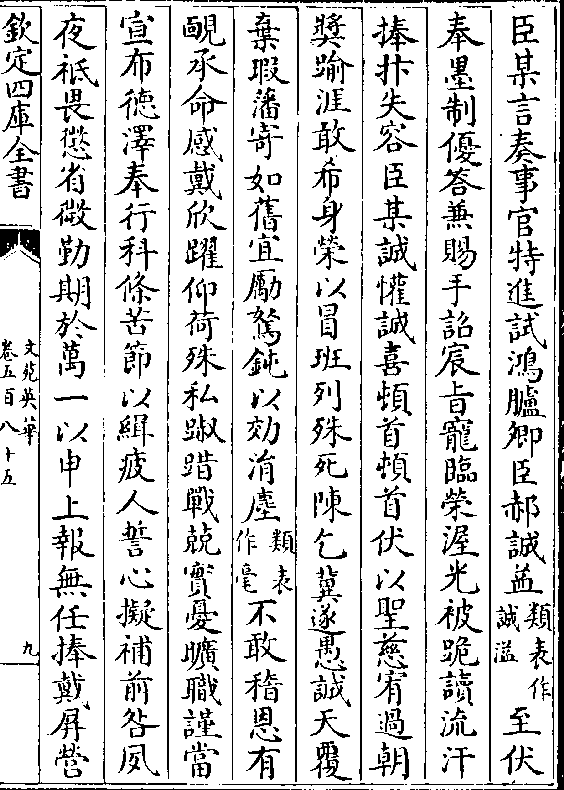 臣某言奏事官特進試鴻臚卿臣郝誠益類表作誠溢至伏
奉墨制優答兼賜手詔宸㫖寵臨榮渥光被跪讀流汗
捧抃失容臣某誠懽誠喜頓首頓首伏以聖慈宥過朝
奬踰涯敢希身榮以冒班列殊死陳乞冀遂愚誠天覆
棄瑕藩寄如舊宜勵駑鈍以効涓塵類表作毫不敢稽恩有
靦承命感戴欣躍仰荷殊私踧踖戰兢實憂曠職謹當
宣布德澤奉行科條苦節以緝疲人誓心擬補前咎夙
夜祗畏懲省儆勤期於萬一以申上報無任捧戴屏營
欽定四庫全書
文苑英華
卷五百八十五
九